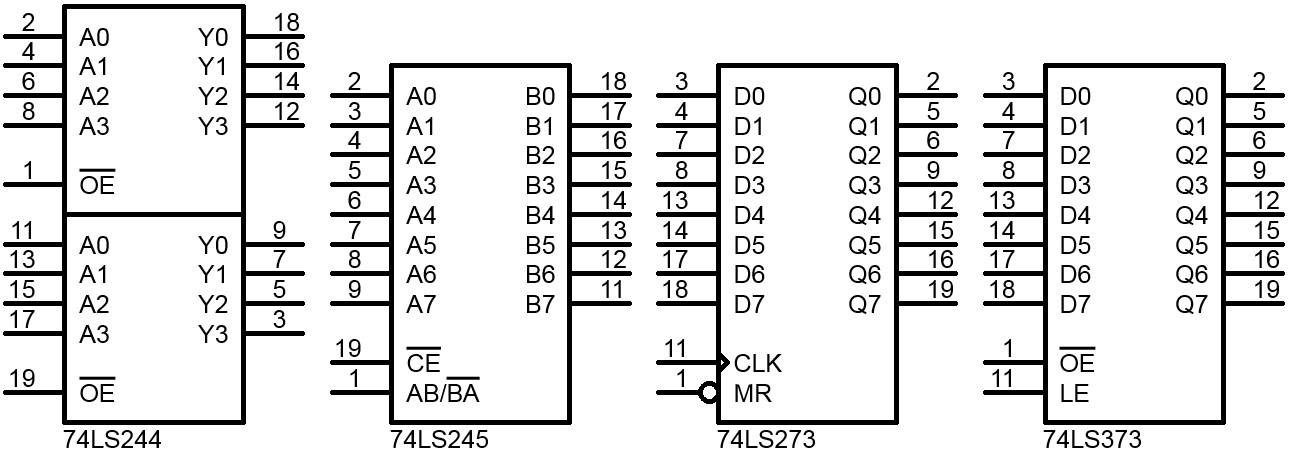 2 A0 Y0 18
4 A1 Y1 16
6 A2 Y2 14
8 A3 Y3 12
1 OE
11 A0 Y0 9
13 A1 Y1 7
15 A2 Y2 5
17 A3 Y3 3
19 OE
74LS244
2 A0 B0 18
3 A1 B1 17
4 A2 B2 16
5 A3 B3 15
6 A4 B4 14
7 A5 B5 13
8 A6 B6 12
9 A7 B7 11
19 CE
1 AB/BA
74LS245
3 D0 Q0 2
4 D1 Q1 5
7 D2 Q2 6
8 D3 Q3 9
13 D4 Q4 12
14 D5 Q5 15
17 D6 Q6 16
18 D7 Q7 19
11 CLK
1 MR
74LS273
3 D0 Q0 2
4 D1 Q1 5
7 D2 Q2 6
8 D3 Q3 9
13 D4 Q4 12
14 D5 Q5 15
17 D6 Q6 16
18 D7 Q7 19
1 OE
11 LE
74LS373